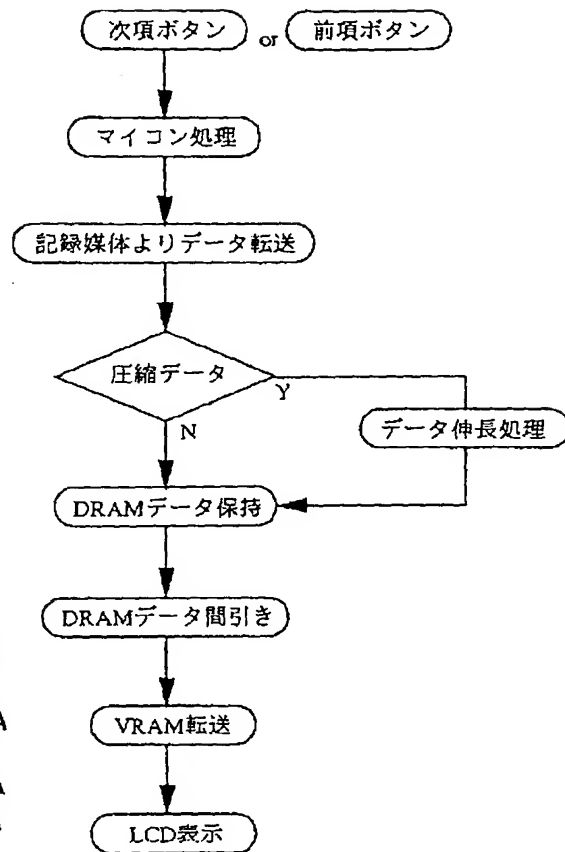 次項ボタン or 前項ボタン
マイコン処理
記録媒体よりデータ転送
圧縮データ
Y
N
データ伸長処理
DRAMデータ保持
DRAMデータ間引き
VRAM転送
LCD表示